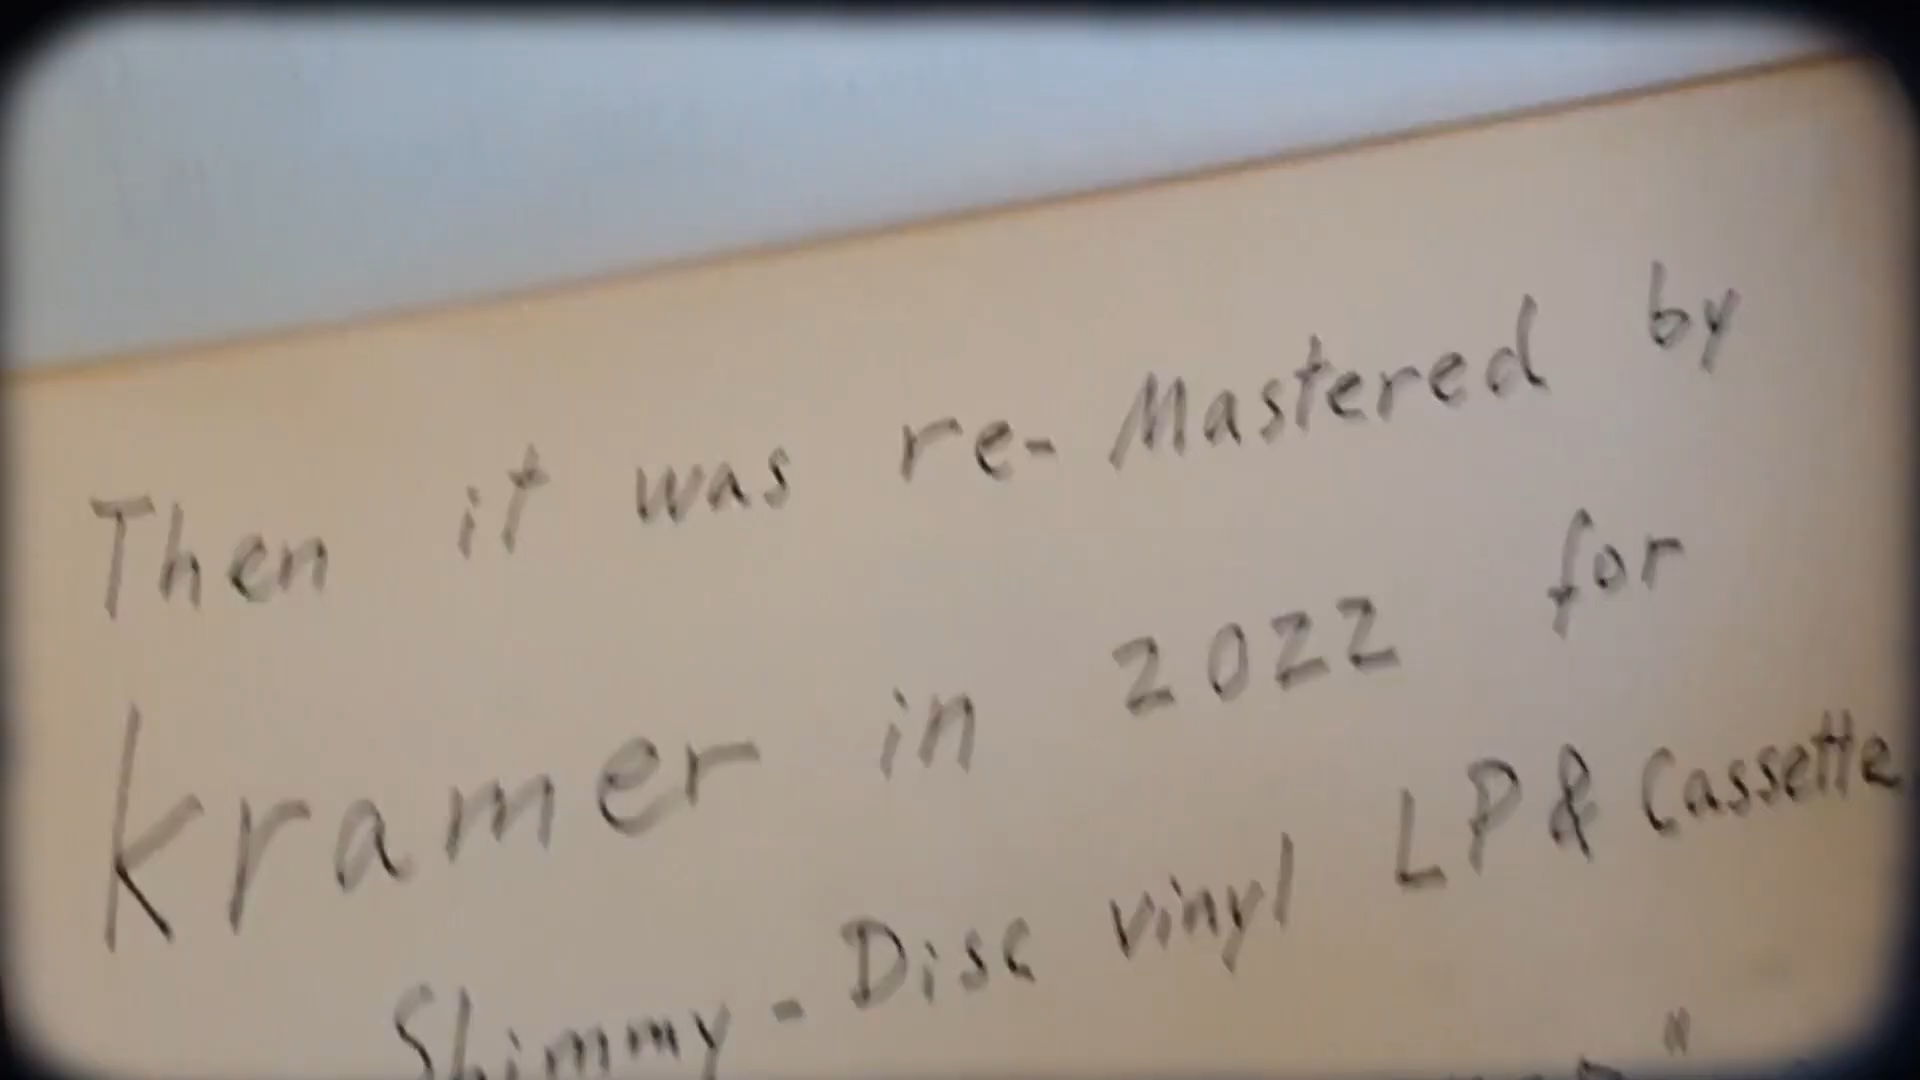 Then it was re-Mastered by
Kramer in 2022 for
Shimmy-Disc vinyl LP & Cassette